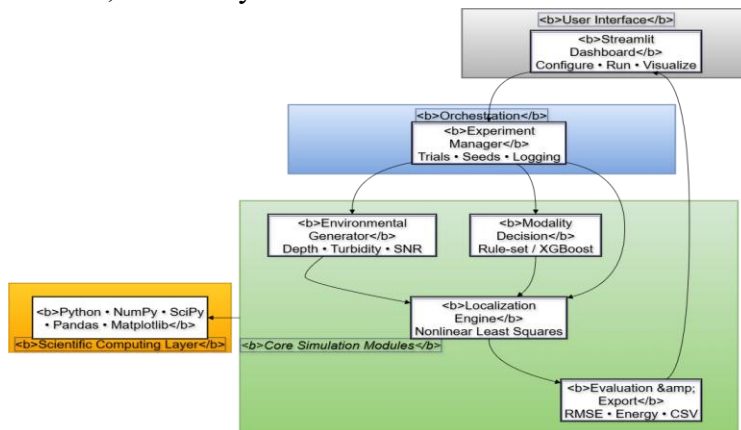 <b>User Interface</b>
<b>Streamlit
Dashboard</b>
Configure • Run • Visualize
<b>Orchestration</b>
<b>Experiment
Manager</b>
Trials • Seeds • Logging
<b>Environmental
Generator</b>
Depth • Turbidity • SNR
<b>Modality
Decision</b>
Rule-set / XGBoost
<b>Python • NumPy • SciPy
• Pandas • Matplotlib</b>
<b>Scientific Computing Layer</b>
<b>Localization
Engine</b>
Nonlinear Least Squares
<b>Core Simulation Modules</b>
<b>Evaluation &amp;
Export</b>
RMSE • Energy • CSV